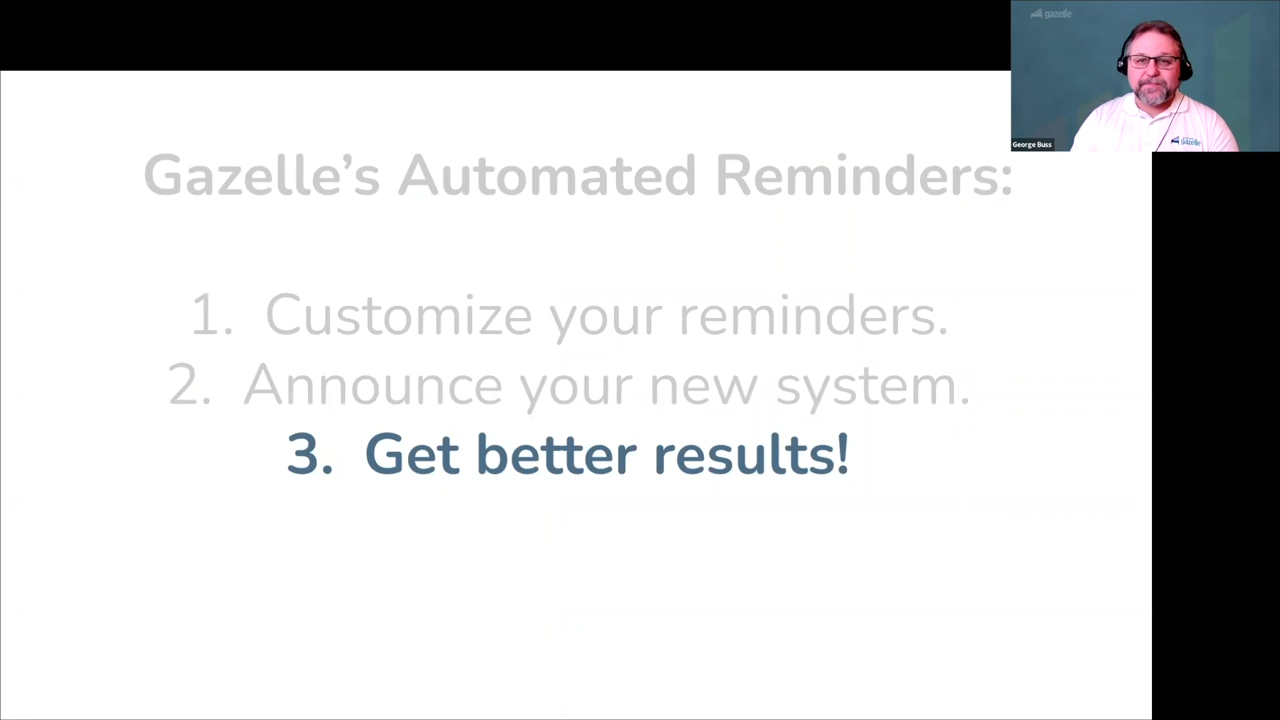 gazelle
George Buss
gazelle
Gazelle's Automated Reminders:
1. Customize your reminders.
2. Announce your new system.
3. Get better results!